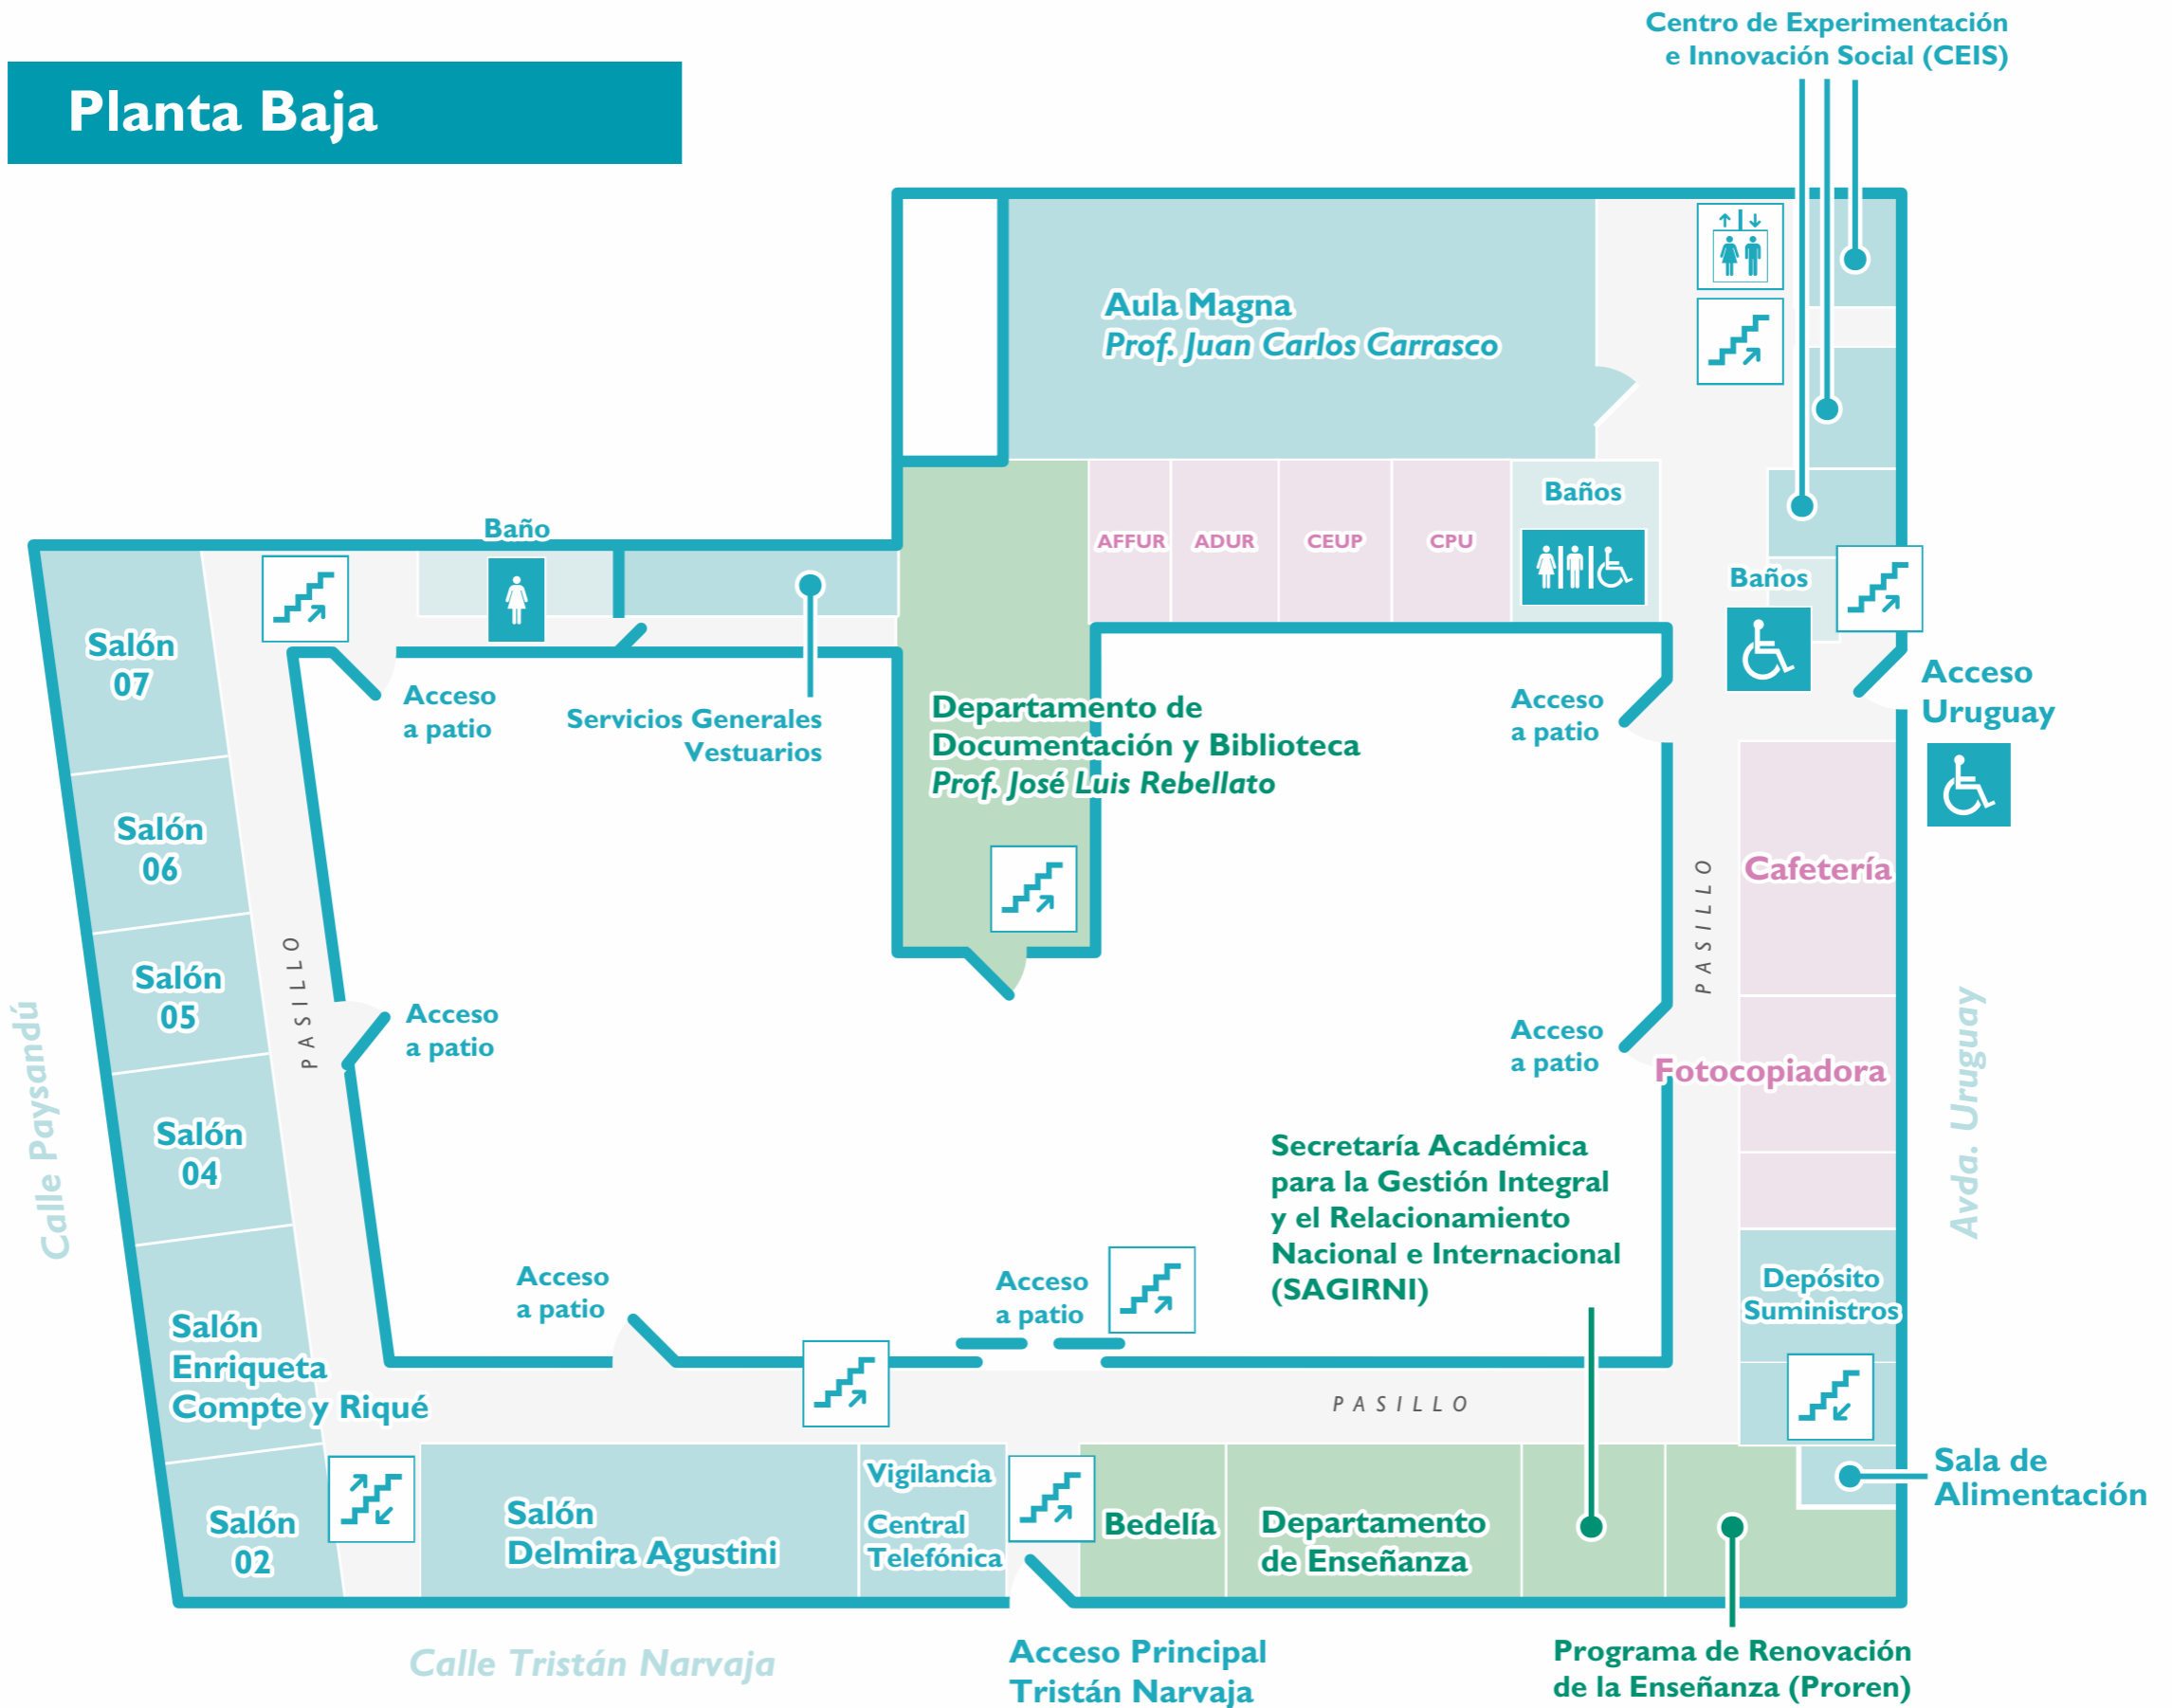 Centro de Experimentación
e Innovación Social (CEIS)
Planta Baja
Aula Magna
Prof. Juan Carlos Carrasco
Baño
AFFUR
ADUR
CEUP
CPU
Baños
Baños
Salón
07
Acceso
a patio
Servicios Generales
Vestuarios
Departamento de
Documentación y Biblioteca
Prof. José Luis Rebellato
Acceso
a patio
Acceso
Uruguay
Salón
06
Cafetería
PASILLO
PASILLO
Salón
05
Acceso
a patio
Acceso
a patio
Fotocopiadora
Calle Paysandú
Avda. Uruguay
Salón
04
Secretaría Académica
para la Gestión Integral
y el Relacionamiento
Nacional e Internacional
(SAGIRNI)
Acceso
a patio
Acceso
a patio
Depósito
Suministros
Salón
Enriqueta
Compte y Riqué
PASILLO
Salón
02
Salón
Delmira Agustini
Vigilancia
Central
Telefónica
Bedelía
Departamento
de Enseñanza
Sala de
Alimentación
Calle Tristán Narvaja
Acceso Principal
Tristán Narvaja
Programa de Renovación
de la Enseñanza (Proren)